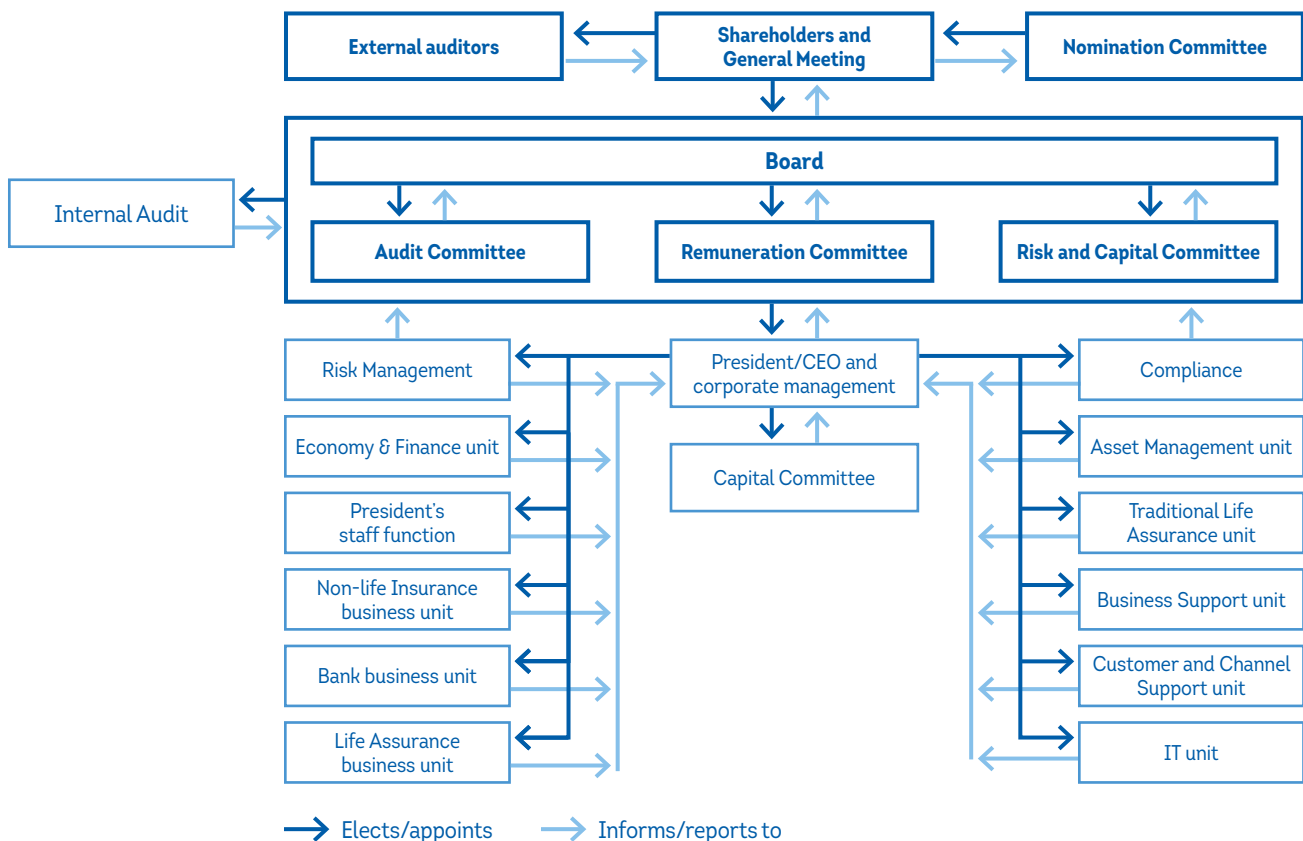 External auditors
Shareholders and
General Meeting
Nomination Committee
Board
Internal Audit
Audit Committee
Remuneration Committee
Risk and Capital Committee
Risk Management
President/CEO and
corporate management
Compliance
Economy & Finance unit
Capital Committee
Asset Management unit
President's
staff function
Traditional Life
Assurance unit
Non-life Insurance
business unit
Business Support unit
Bank business unit
Customer and Channel
Support unit
Life Assurance
business unit
IT unit
Elects/appoints
Informs/reports to